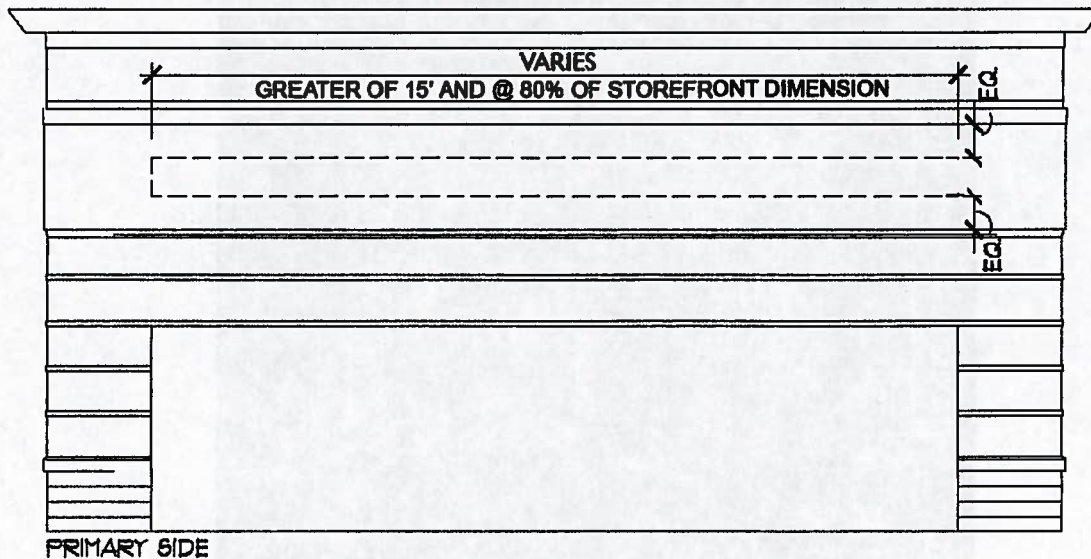 VARIES
GREATER OF 15' AND @ 80% OF STOREFRONT DIMENSION
EQ
EQ
PRIMARY SIDE